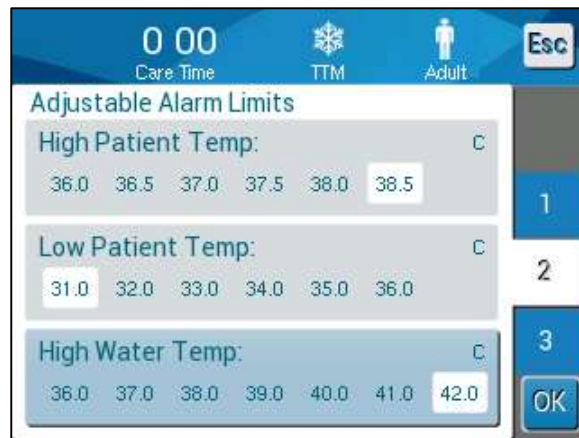 0 00
Care Time
TTM
Adult
Esc
Adjustable Alarm Limits
High Patient Temp: C
36.0 36.5 37.0 37.5 38.0 38.5
1
Low Patient Temp: C
31.0 32.0 33.0 34.0 35.0 36.0
2
High Water Temp: C
36.0 37.0 38.0 39.0 40.0 41.0 42.0
3
OK